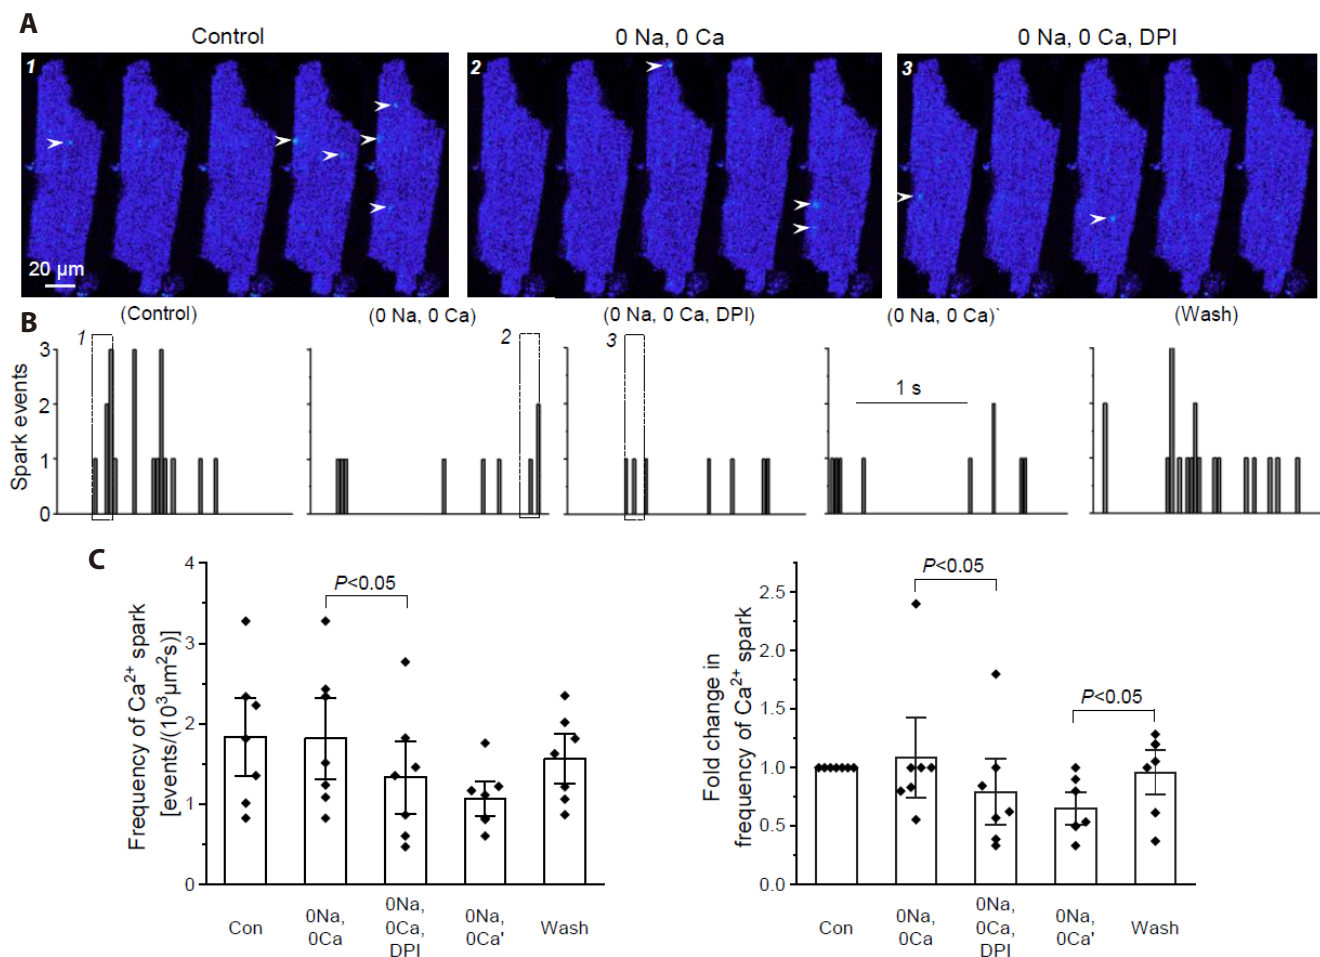 A
Control
0 Na, 0 Ca
0 Na, 0 Ca, DPI
1
2
3
20 µm
B
(Control)
(0 Na, 0 Ca)
(0 Na, 0 Ca, DPI)
(0 Na, 0 Ca)`
(Wash)
Spark events
3
2
1
0
1
2
3
1 s
C
Frequency of Ca²⁺ spark
[events/(10³µm²s)]
4
3
2
1
0
P<0.05
Con
0Na,
0Ca
0Na,
0Ca,
DPI
0Na,
0Ca'
Wash
Fold change in
frequency of Ca²⁺ spark
2.5
2.0
1.5
1.0
0.5
0.0
P<0.05
P<0.05
Con
0Na,
0Ca
0Na,
0Ca,
DPI
0Na,
0Ca'
Wash